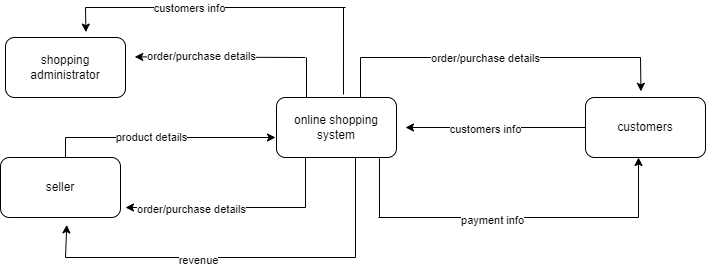 customers info
shopping
administrator
order/purchase details
order/purchase details
online shopping
system
customers
customers info
product details
seller
order/purchase details
payment info
revenue